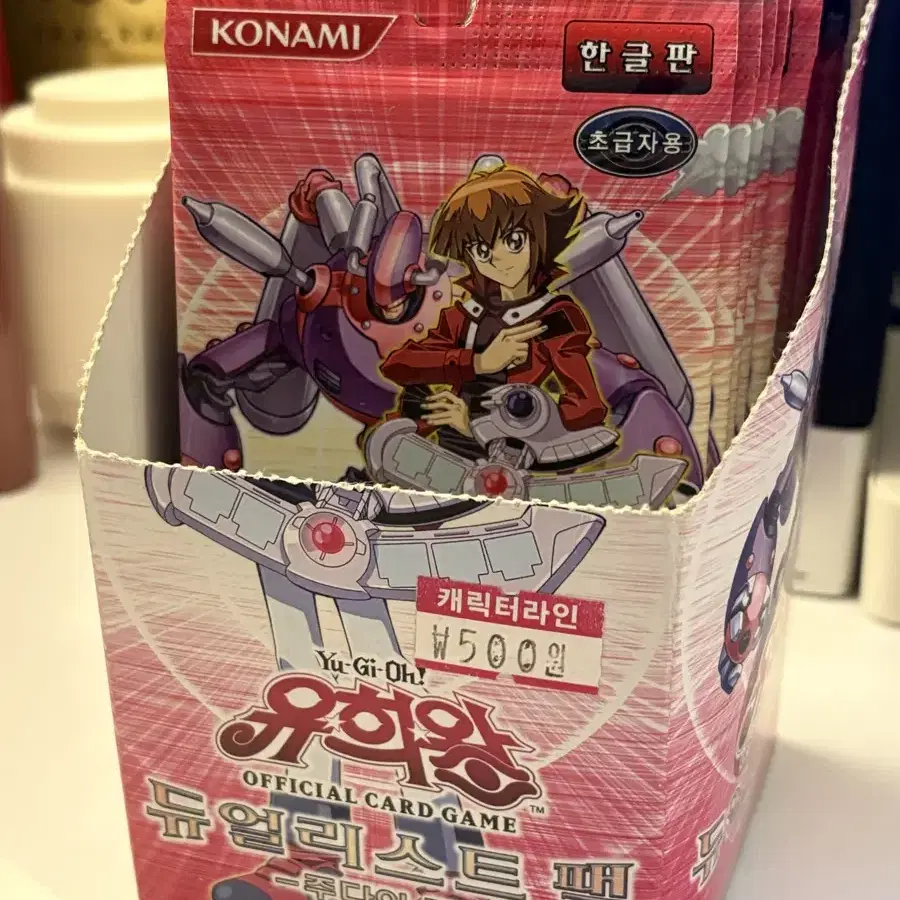 KONAMI
한글판
초급자용
캐릭터라인
₩500원
Yu-Gi-Oh!
유희왕
OFFICIAL CARD GAME
TM
듀얼리스트 팩